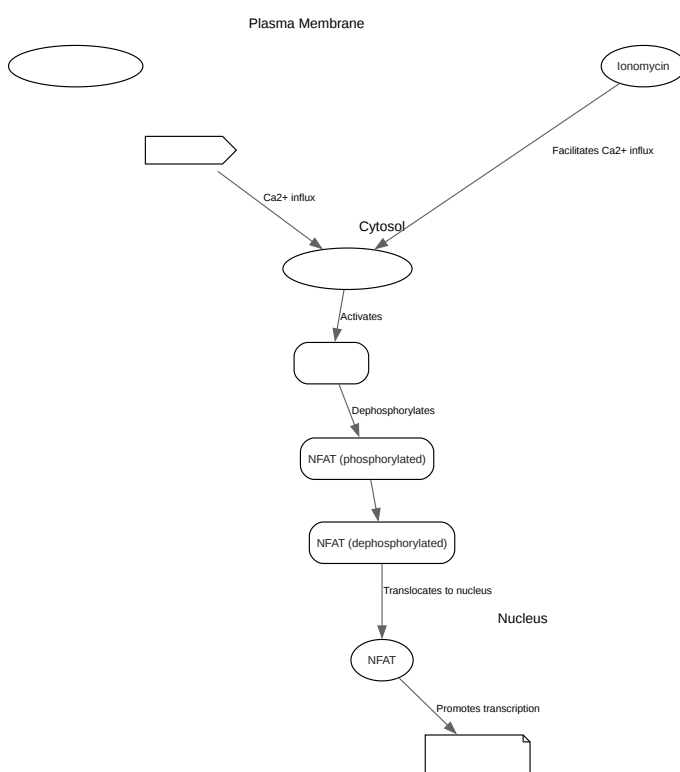 Plasma Membrane
Ionomycin
Facilitates Ca2+ influx
Ca2+ influx
Cytosol
Activates
Dephosphorylates
NFAT (phosphorylated)
NFAT (dephosphorylated)
Translocates to nucleus
Nucleus
NFAT
Promotes transcription